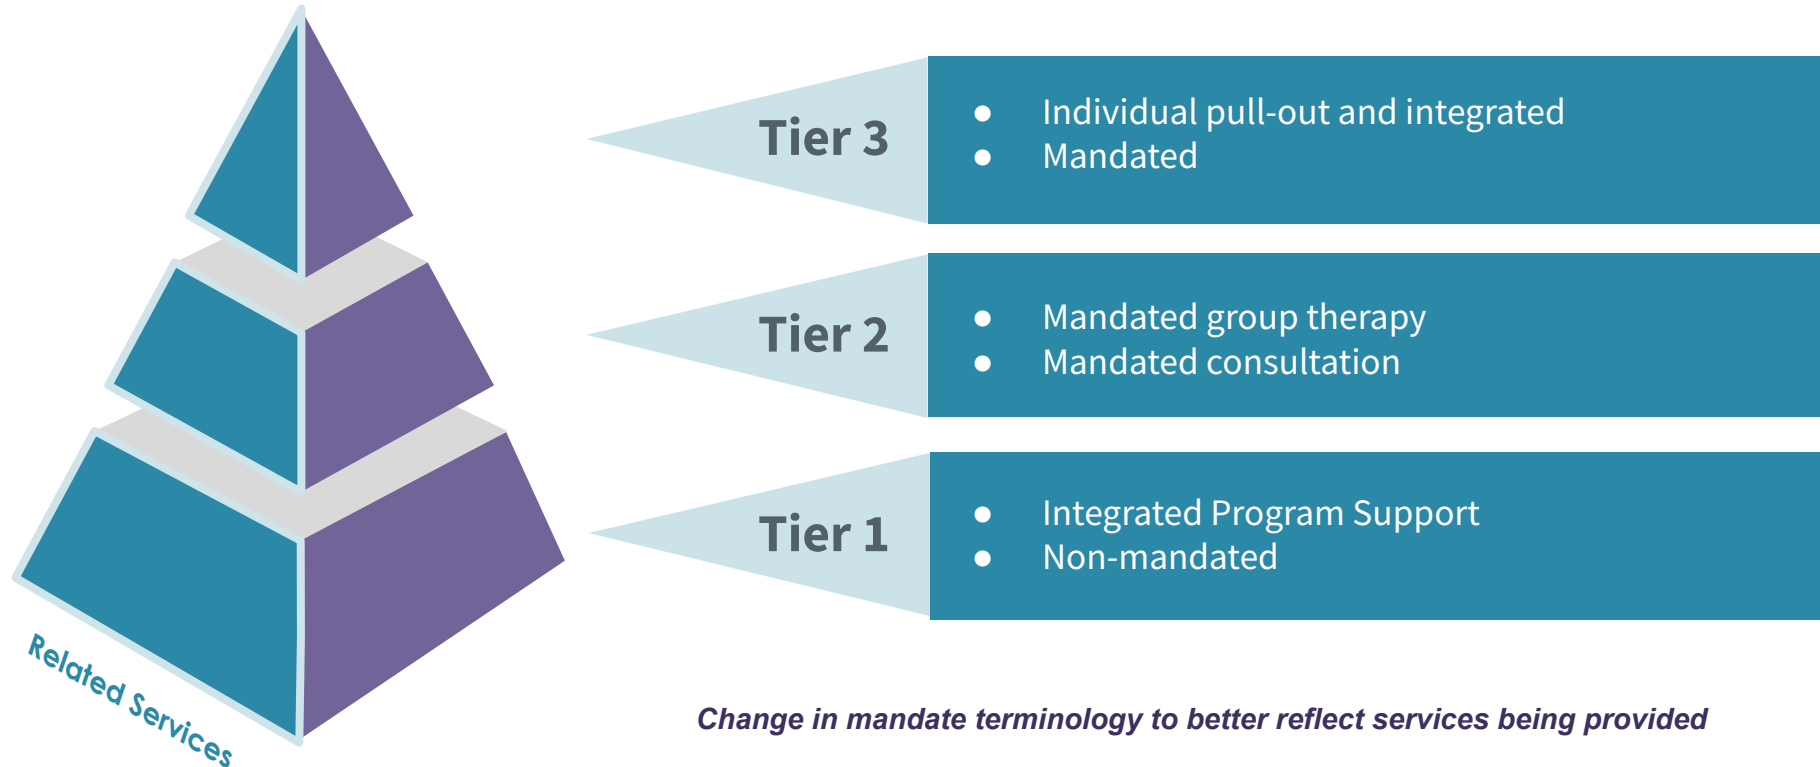 Tier 3
● Individual pull-out and integrated
● Mandated
Tier 2
● Mandated group therapy
● Mandated consultation
Tier 1
● Integrated Program Support
● Non-mandated
Related Services
Change in mandate terminology to better reflect services being provided